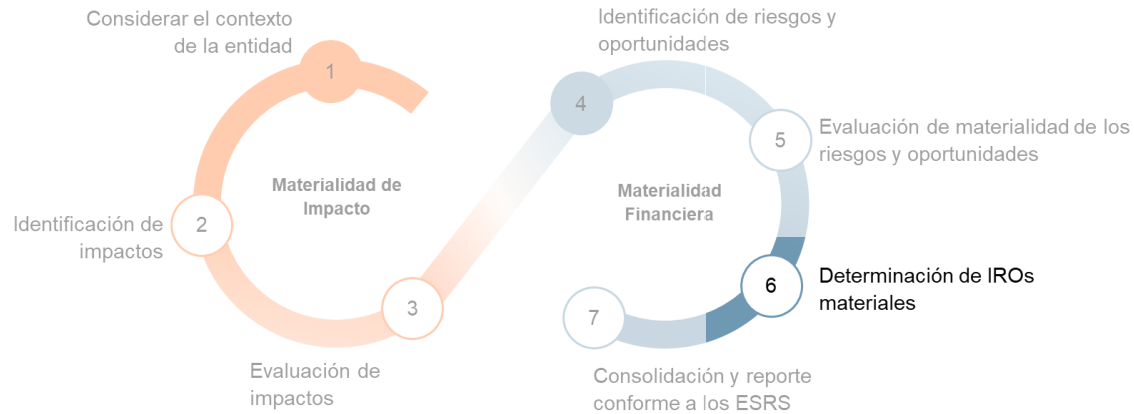 Considerar el contexto
de la entidad
1
2
Identificación de
impactos
3
Evaluación de
impactos
Materialidad de
Impacto
Identificación de riesgos y
oportunidades
4
5
Evaluación de materialidad de los
riesgos y oportunidades
Materialidad
Financiera
6
Determinación de IROs
materiales
7
Consolidación y reporte
conforme a los ESRS